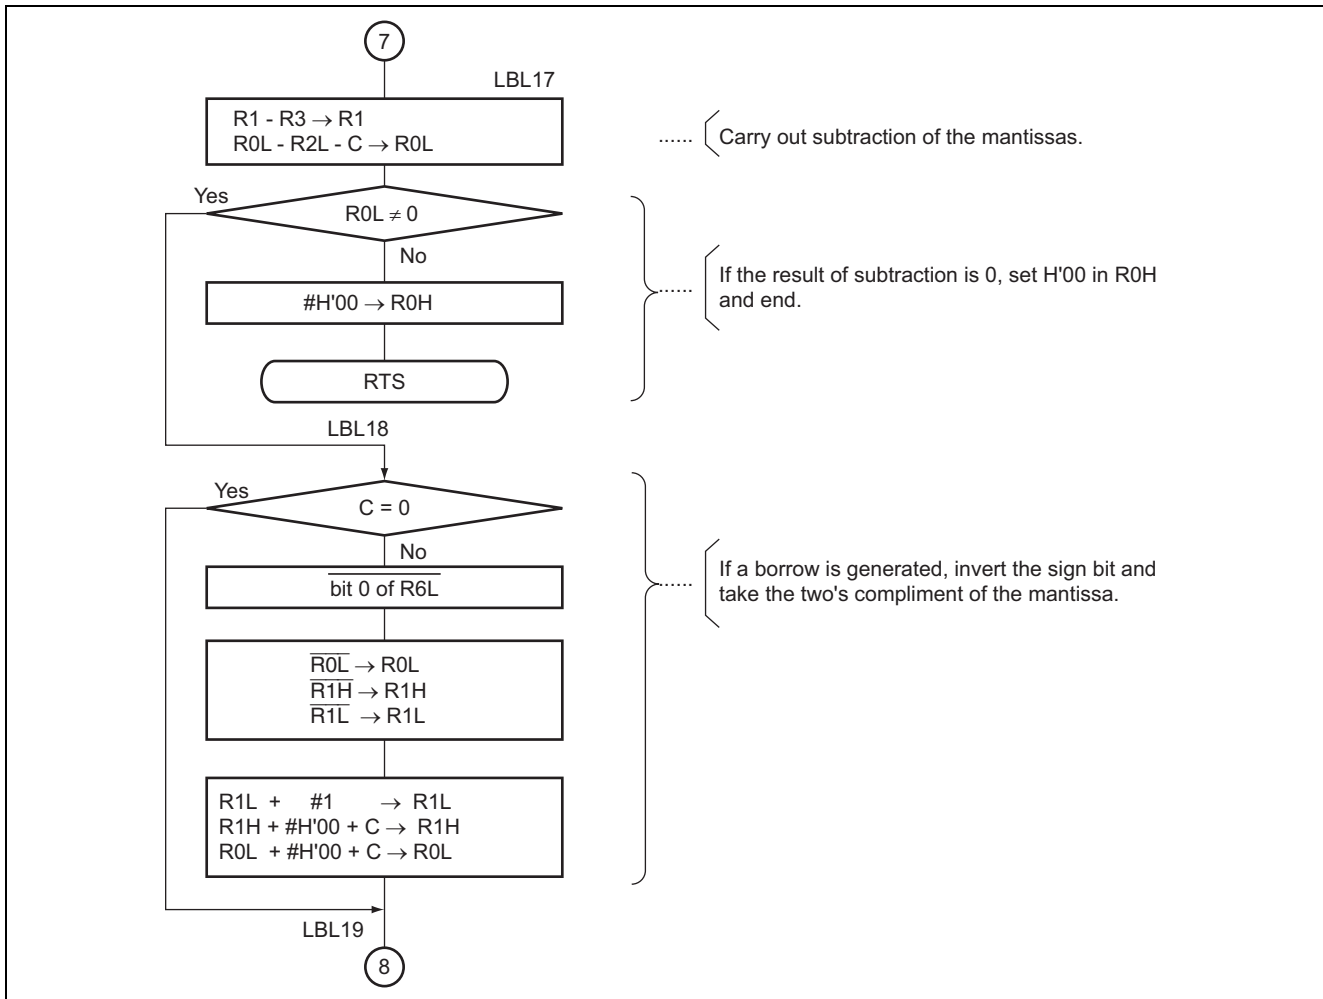 7
LBL17
R1 - R3 → R1
R0L - R2L - C → R0L
...... Carry out subtraction of the mantissas.
Yes
R0L ≠ 0
No
#H'00 → R0H
...... If the result of subtraction is 0, set H'00 in R0H
and end.
RTS
LBL18
Yes
C = 0
No
bit 0 of R6L
...... If a borrow is generated, invert the sign bit and
take the two's compliment of the mantissa.
R̅0̅L̅ → R0L
R̅1̅H̅ → R1H
R̅1̅L̅ → R1L
R1L + #1 → R1L
R1H + #H'00 + C → R1H
R0L + #H'00 + C → R0L
LBL19
8